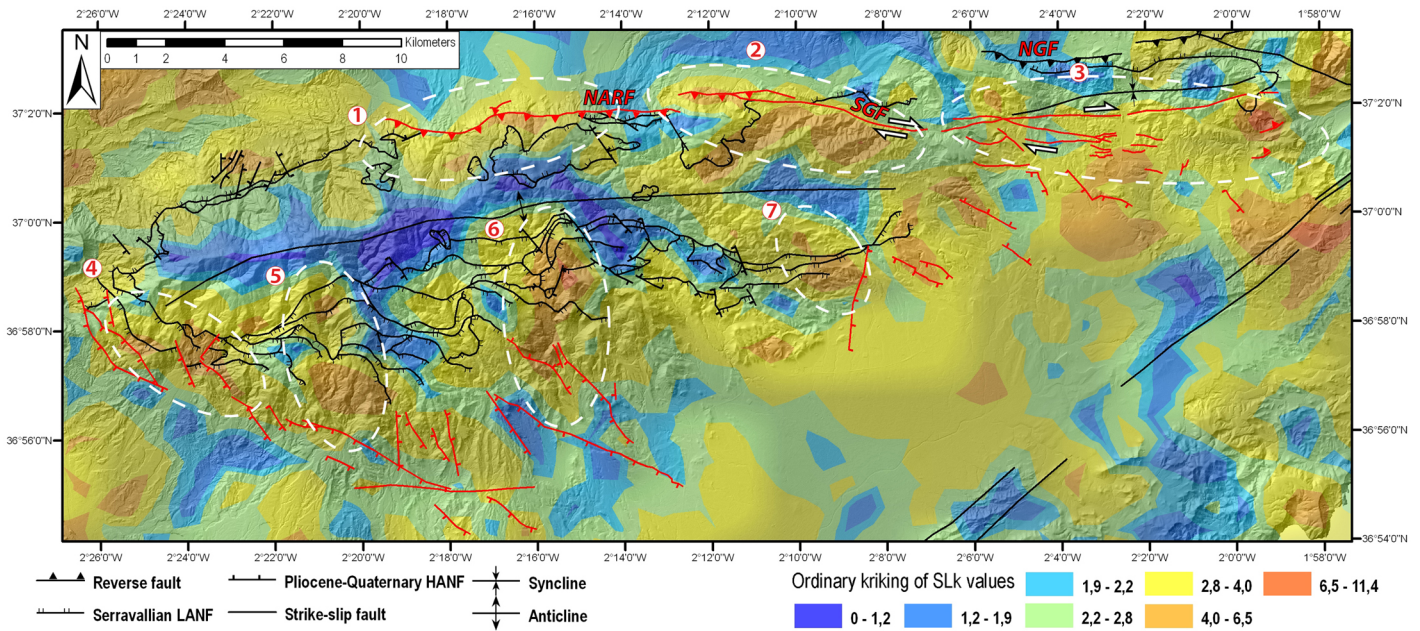 2°26'0"W 2°24'0"W 2°22'0"W 2°20'0"W 2°18'0"W 2°16'0"W 2°14'0"W 2°12'0"W 2°10'0"W 2°8'0"W 2°6'0"W 2°4'0"W 2°2'0"W 2°0'0"W 1°58'0"W
N
Kilometers
0 1 2 4 6 8 10
NARF
SGF
NGF
1
2
3
4
5
6
7
37°2'0"N
37°0'0"N
36°58'0"N
36°56'0"N
37°2'0"N
37°0'0"N
36°58'0"N
36°56'0"N
36°54'0"N
2°26'0"W 2°24'0"W 2°22'0"W 2°20'0"W 2°18'0"W 2°16'0"W 2°14'0"W 2°12'0"W 2°10'0"W 2°8'0"W 2°6'0"W 2°4'0"W 2°2'0"W 2°0'0"W 1°58'0"W
Reverse fault
Pliocene-Quaternary HANF
Syncline
Serravallian LANF
Strike-slip fault
Anticline
Ordinary kriking of SLk values
0 - 1,2
1,2 - 1,9
1,9 - 2,2
2,2 - 2,8
2,8 - 4,0
4,0 - 6,5
6,5 - 11,4